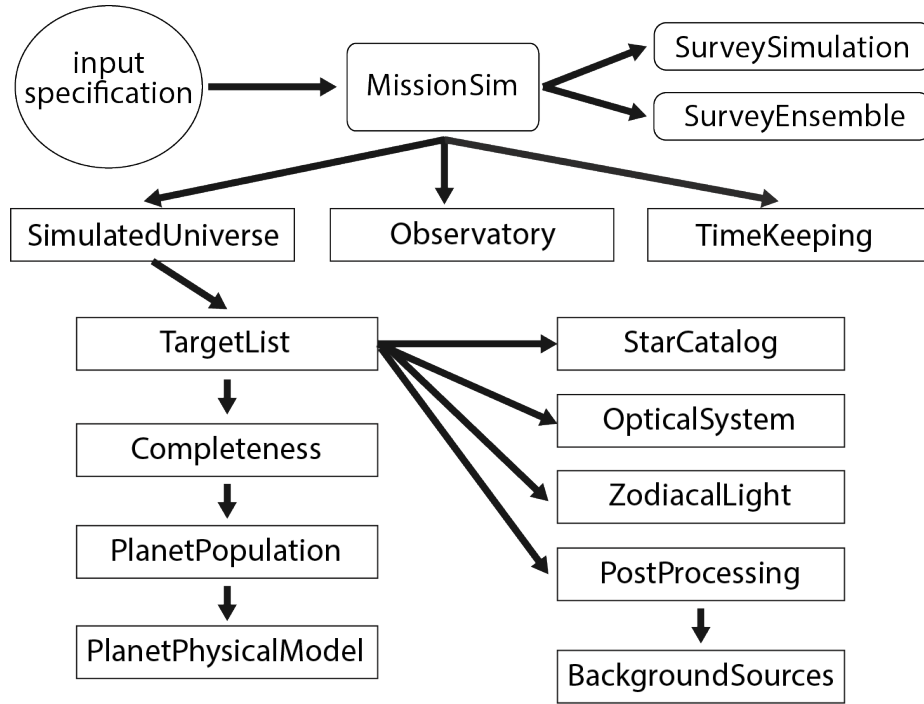 input
specification
MissionSim
SurveySimulation
SurveyEnsemble
SimulatedUniverse
Observatory
TimeKeeping
TargetList
StarCatalog
Completeness
OpticalSystem
ZodiacalLight
PlanetPopulation
PostProcessing
PlanetPhysicalModel
BackgroundSources